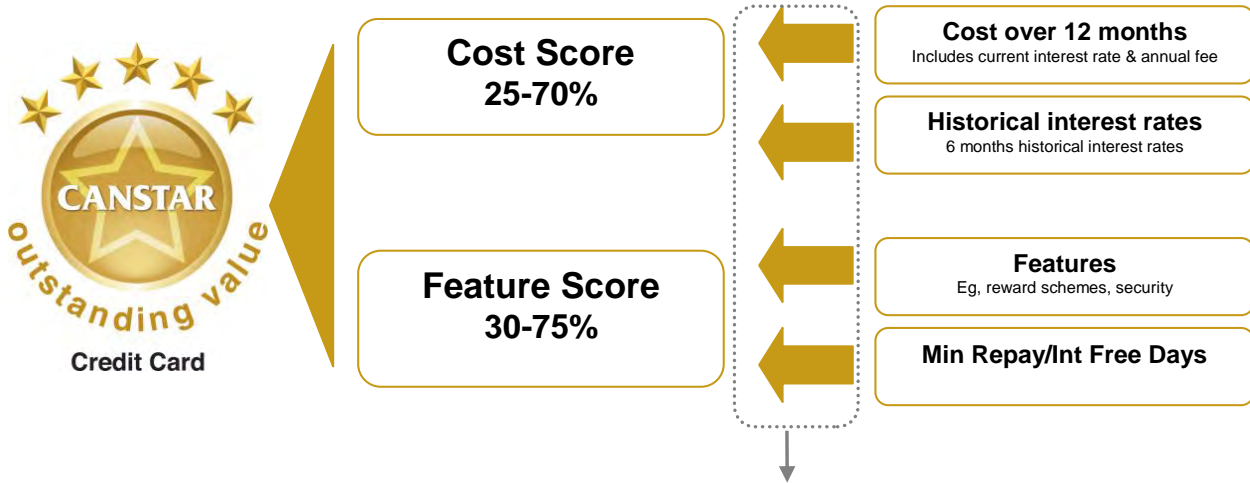 CANSTAR
outstanding value
Credit Card
Cost Score
25-70%
Feature Score
30-75%
Cost over 12 months
Includes current interest rate & annual fee
Historical interest rates
6 months historical interest rates
Features
Eg, reward schemes, security
Min Repay/Int Free Days